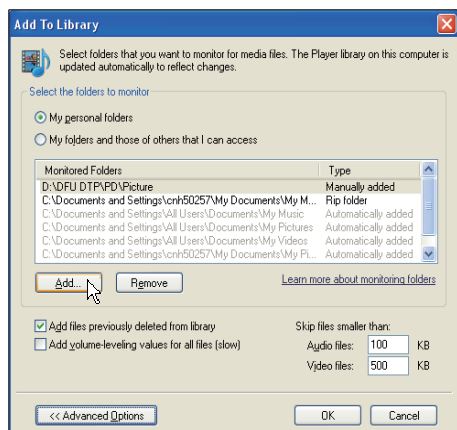 Add To Library
Select folders that you want to monitor for media files. The Player library on this computer is
updated automatically to reflect changes.
Select the folders to monitor
My personal folders
My folders and those of others that I can access
Monitored Folders Type
D:\DFU DTP\PD\Picture Manually added
C:\Documents and Settings\cnh50257\My Documents\My M... Rip folder
C:\Documents and Settings\All Users\Documents\My Music Automatically added
C:\Documents and Settings\All Users\Documents\My Pictures Automatically added
C:\Documents and Settings\All Users\Documents\My Videos Automatically added
C:\Documents and Settings\cnh50257\My Documents\My Pi... Automatically added
Add... Remove Learn more about monitoring folders
Add files previously deleted from library Skip files smaller than:
Add volume-leveling values for all files (slow) Audio files: 100 KB
Video files: 500 KB
<< Advanced Options OK Cancel